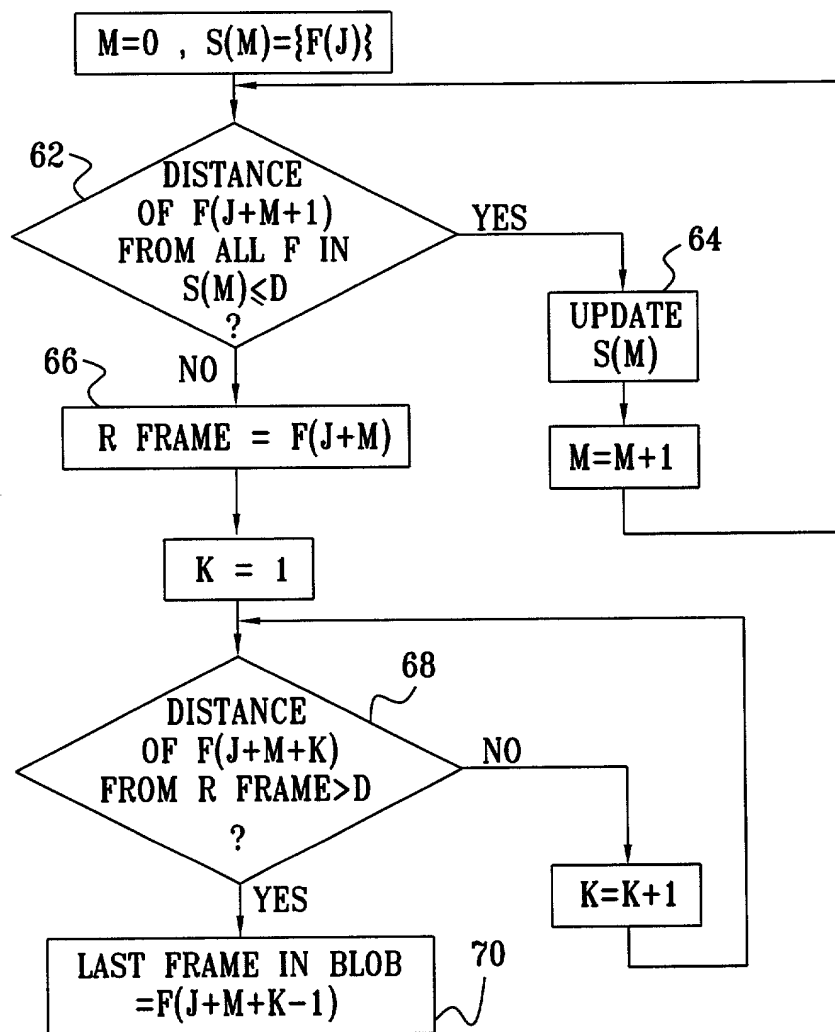 M=0 , S(M)={F(J)}
62
DISTANCE
OF F(J+M+1)
FROM ALL F IN
S(M)⩽D
?
YES
64
UPDATE
S(M)
NO
66
R FRAME = F(J+M)
M=M+1
K = 1
68
DISTANCE
OF F(J+M+K)
FROM R FRAME>D
?
NO
K=K+1
YES
LAST FRAME IN BLOB
=F(J+M+K-1)
70